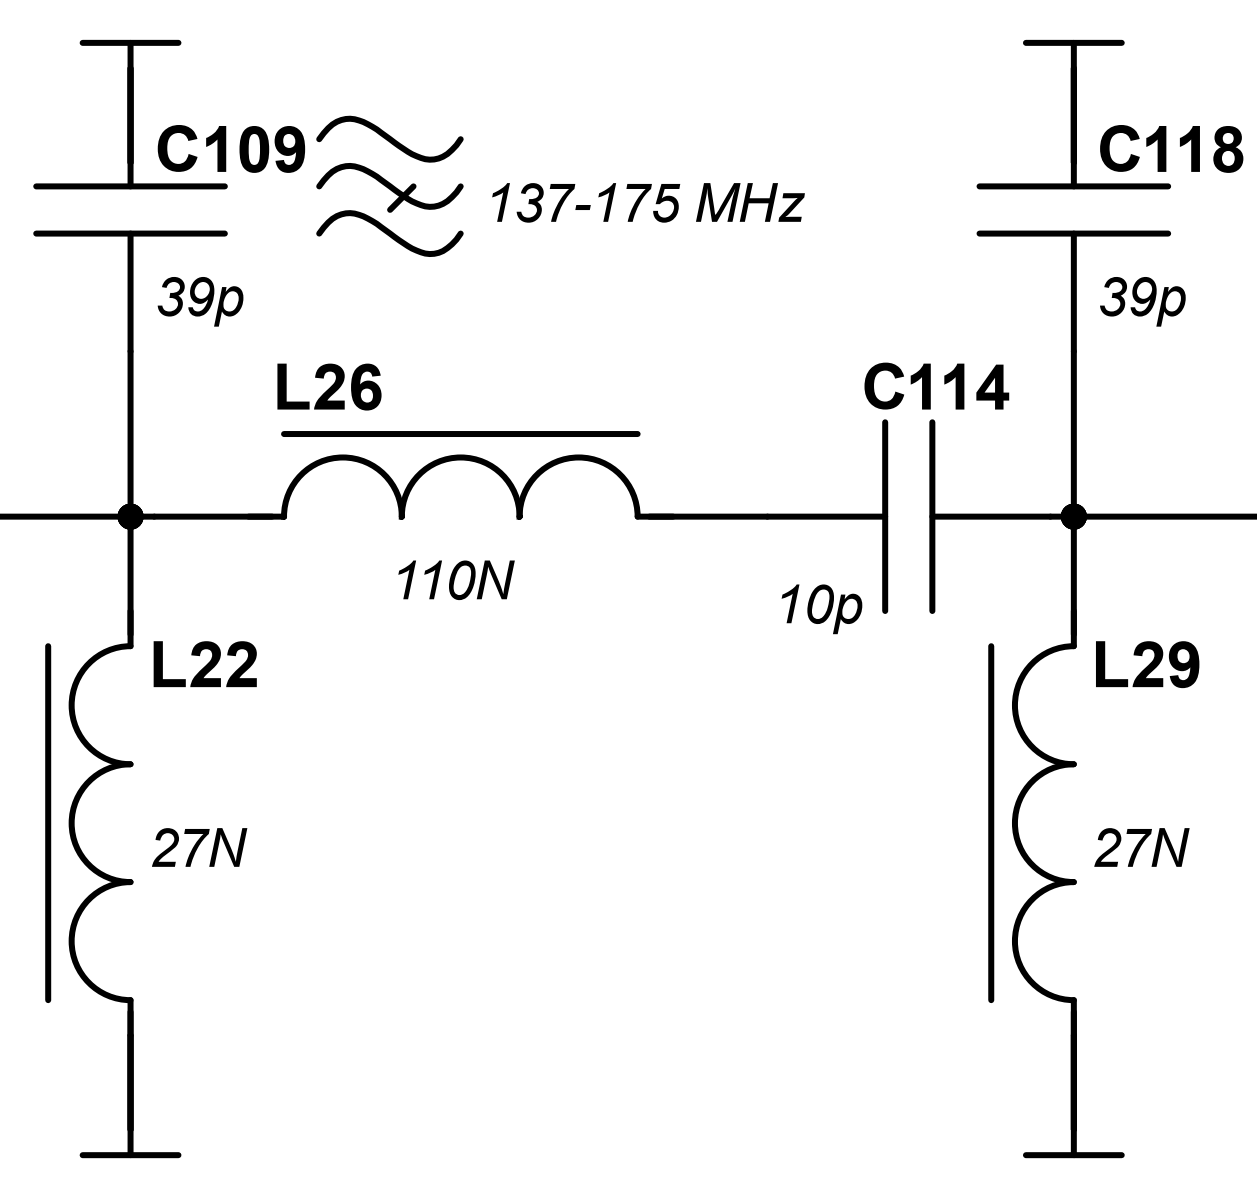 C109
C118
137-175 MHz
39p
39p
L26
C114
110N
10p
L22
L29
27N
27N